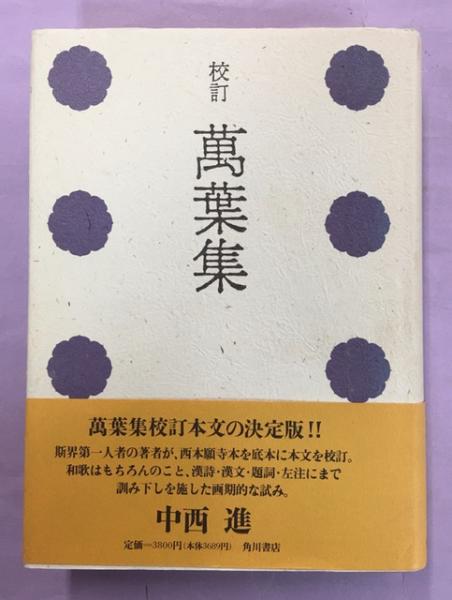 校訂
萬葉集
萬葉集校訂本文の決定版!!
斯界第一人者の著者が、西本願寺本を底本に本文を校訂。
和歌はもちろんのこと、漢詩・漢文・題詞・左注にまで
訓み下しを施した画期的な試み。
中西 進
定価=3800円(本体3689円) 角川書店